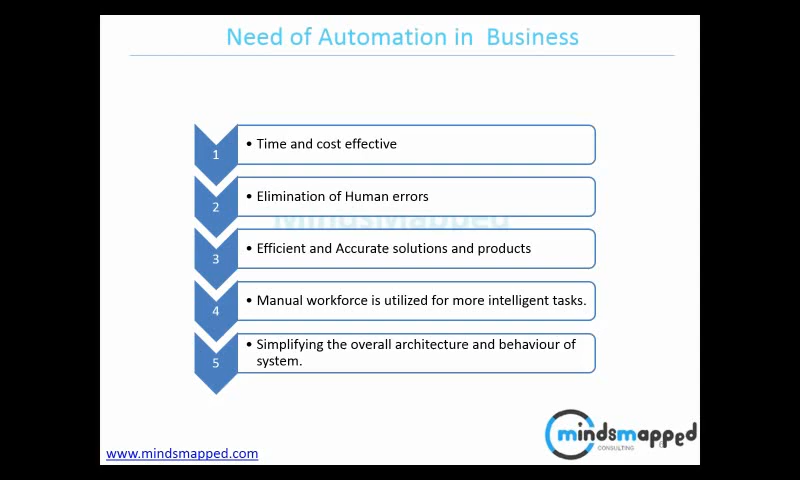 Need of Automation in Business
1
• Time and cost effective
2
• Elimination of Human errors
MindsMapped
3
• Efficient and Accurate solutions and products
4
• Manual workforce is utilized for more intelligent tasks.
5
• Simplifying the overall architecture and behaviour of
system.
mindsmapped
CONSULTING
www.mindsmapped.com